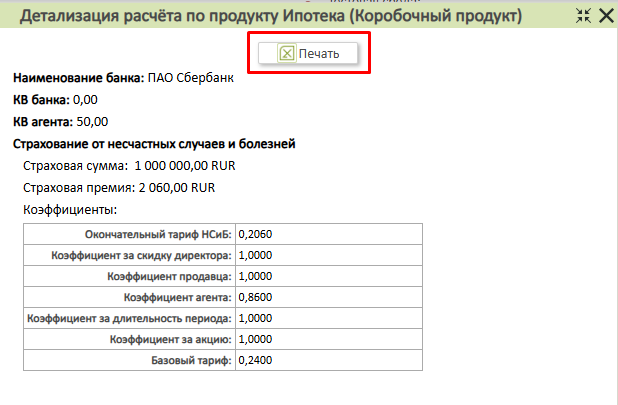 Детализация расчёта по продукту Ипотека (Коробочный продукт)
Печать
Наименование банка: ПАО Сбербанк
КВ банка: 0,00
КВ агента: 50,00
Страхование от несчастных случаев и болезней
Страховая сумма: 1 000 000,00 RUR
Страховая премия: 2 060,00 RUR
Коэффициенты:
Окончательный тариф НСиБ: 0,2060
Коэффициент за скидку директора: 1,0000
Коэффициент продавца: 1,0000
Коэффициент агента: 0,8600
Коэффициент за длительность периода: 1,0000
Коэффициент за акцию: 1,0000
Базовый тариф: 0,2400